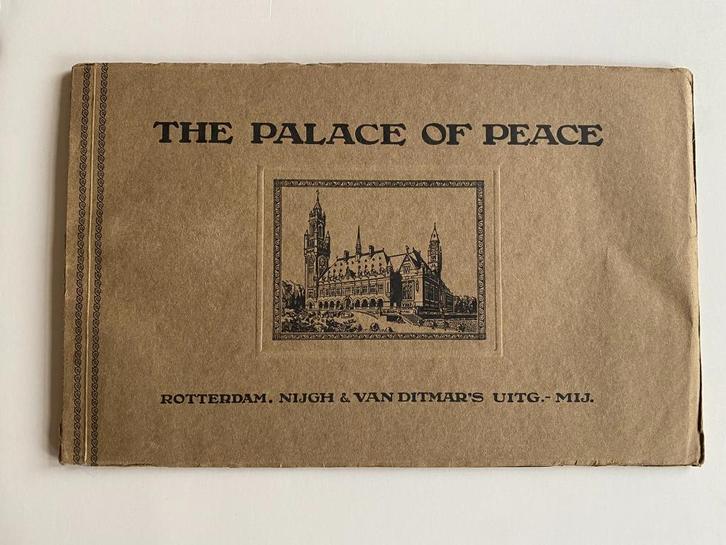 THE PALACE OF PEACE
ROTTERDAM. NIJGH & VAN DITMAR'S UITG.- MIJ.